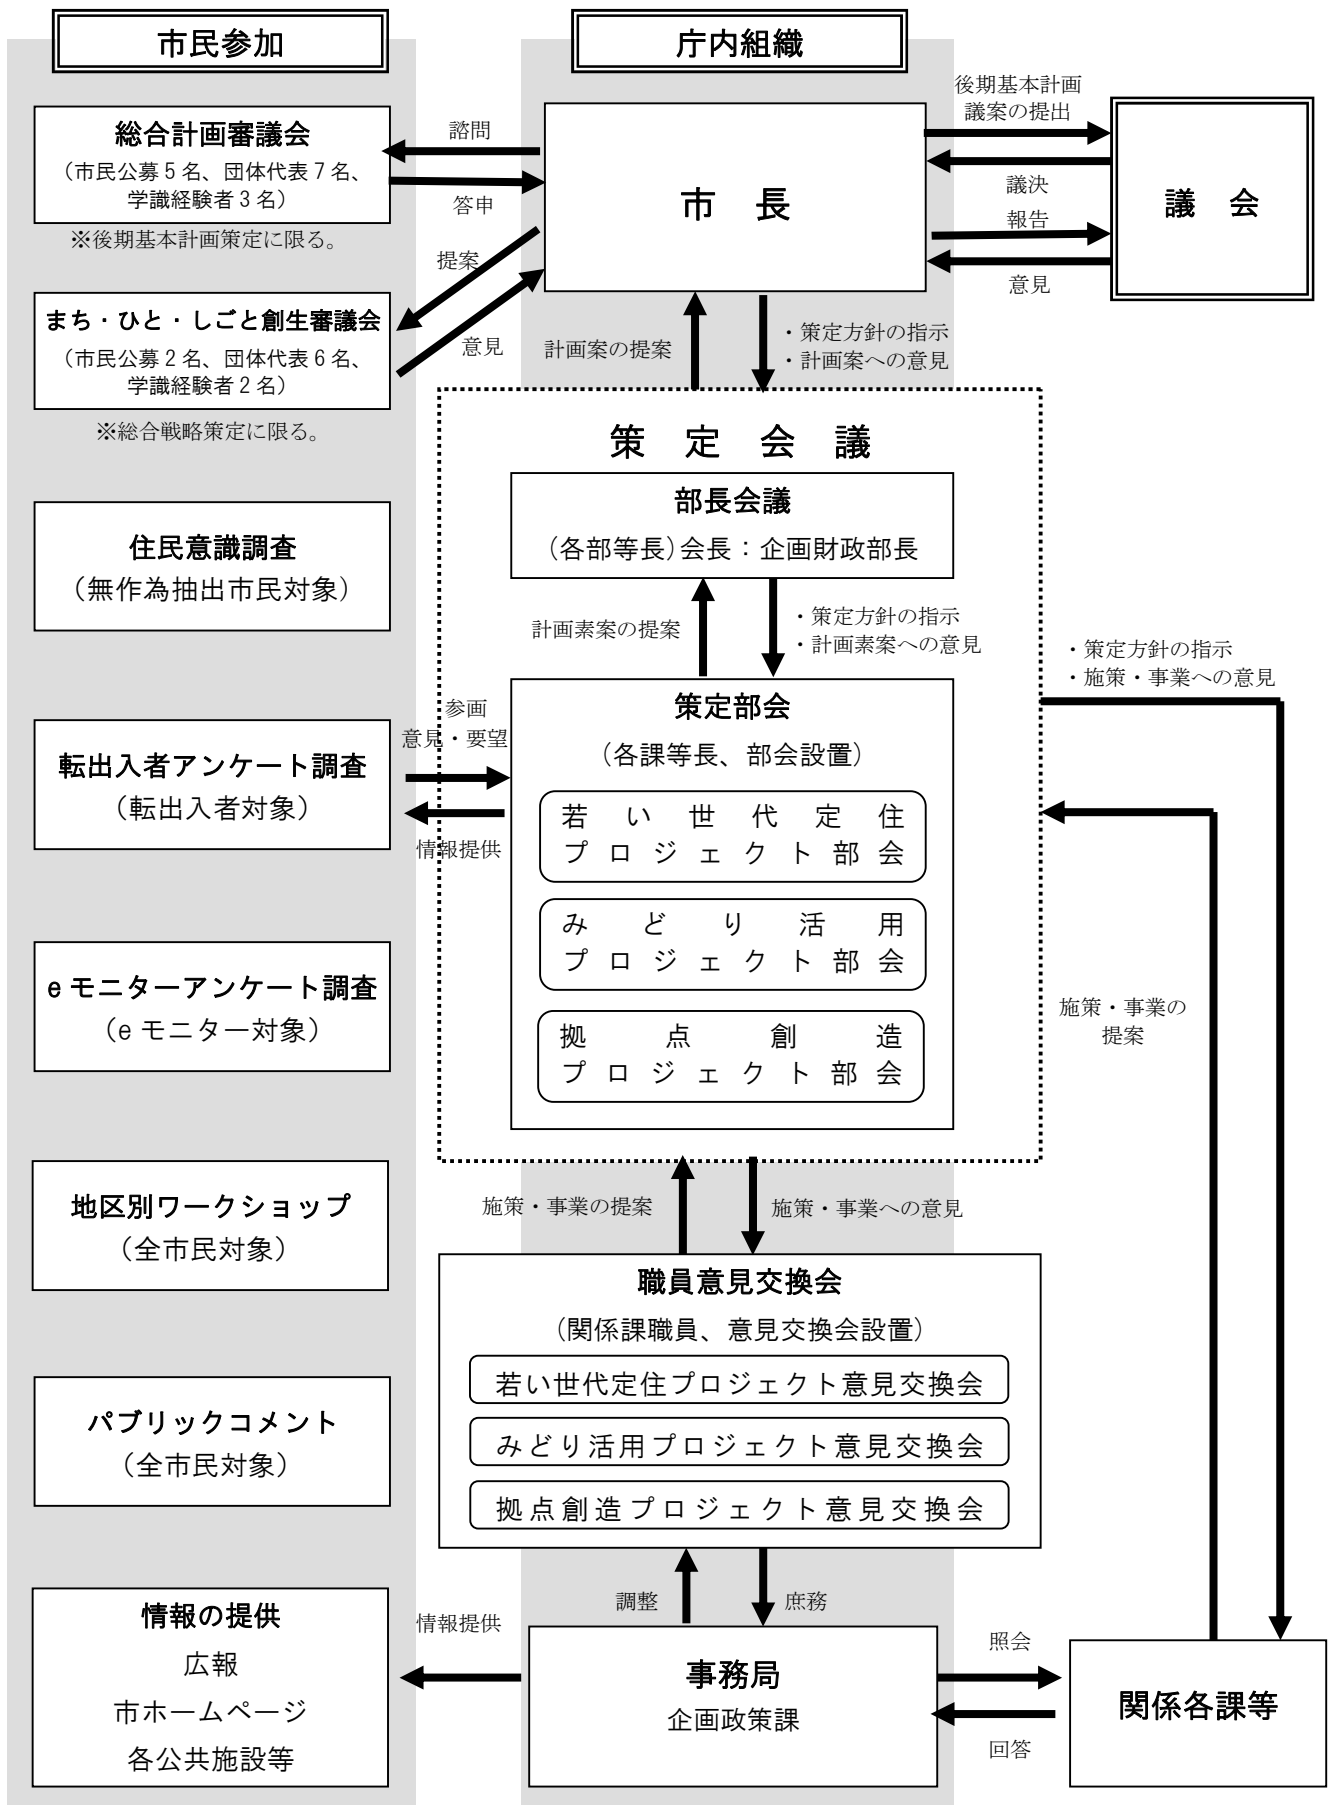 市民参加
庁内組織
総合計画審議会
（市民公募5名、団体代表7名、
学識経験者3名）
※後期基本計画策定に限る。
諮問
答申
提案
意見
市　長
後期基本計画
議案の提出
議決
報告
意見
議　会
まち・ひと・しごと創生審議会
（市民公募2名、団体代表6名、
学識経験者2名）
※総合戦略策定に限る。
計画案の提案
・策定方針の指示
・計画案への意見
策　定　会　議
部長会議
（各部等長）会長：企画財政部長
計画素案の提案
・策定方針の指示
・計画素案への意見
策定部会
（各課等長、部会設置）
若い世代定住
プロジェクト部会
みどり活用
プロジェクト部会
拠点創造
プロジェクト部会
住民意識調査
（無作為抽出市民対象）
転出入者アンケート調査
（転出入者対象）
参画
意見・要望
情報提供
eモニターアンケート調査
（eモニター対象）
地区別ワークショップ
（全市民対象）
パブリックコメント
（全市民対象）
・策定方針の指示
・施策・事業への意見
施策・事業の
提案
施策・事業の提案
施策・事業への意見
職員意見交換会
（関係課職員、意見交換会設置）
若い世代定住プロジェクト意見交換会
みどり活用プロジェクト意見交換会
拠点創造プロジェクト意見交換会
調整
庶務
情報の提供
広報
市ホームページ
各公共施設等
情報提供
事務局
企画政策課
照会
回答
関係各課等